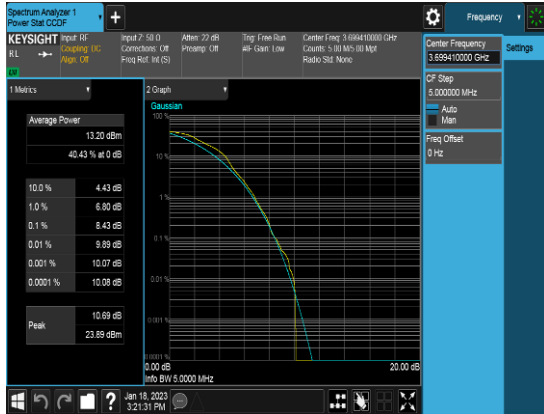 Spectrum Analyzer 1
Power Stat CCDF
Frequency
KEYSIGHT
RL
Input: RF
Coupling: DC
Align: Off
Input Z: 50 Ω
Corrections: Off
Freq Ref: Int (S)
Atten: 22 dB
Preamp: Off
Trig: Free Run
#IF Gain: Low
Center Freq: 3.699410000 GHz
Counts: 5.00 M/5.00 Mpt
Radio Std: None
1 Metrics
Average Power
13.20 dBm
40.43 % at 0 dB
10.0 % 4.43 dB
1.0 % 6.80 dB
0.1 % 8.43 dB
0.01 % 9.89 dB
0.001 % 10.07 dB
0.0001 % 10.08 dB
Peak
10.69 dB
23.89 dBm
2 Graph
Gaussian
100 %
10 %
1 %
0.1 %
0.01 %
0.001 %
0.0001 %
0.00 dB 20.00 dB
Info BW 5.0000 MHz
Center Frequency
3.699410000 GHz
Settings
CF Step
5.000000 MHz
Auto
Man
Freq Offset
0 Hz
Jan 18, 2023
3:21:31 PM